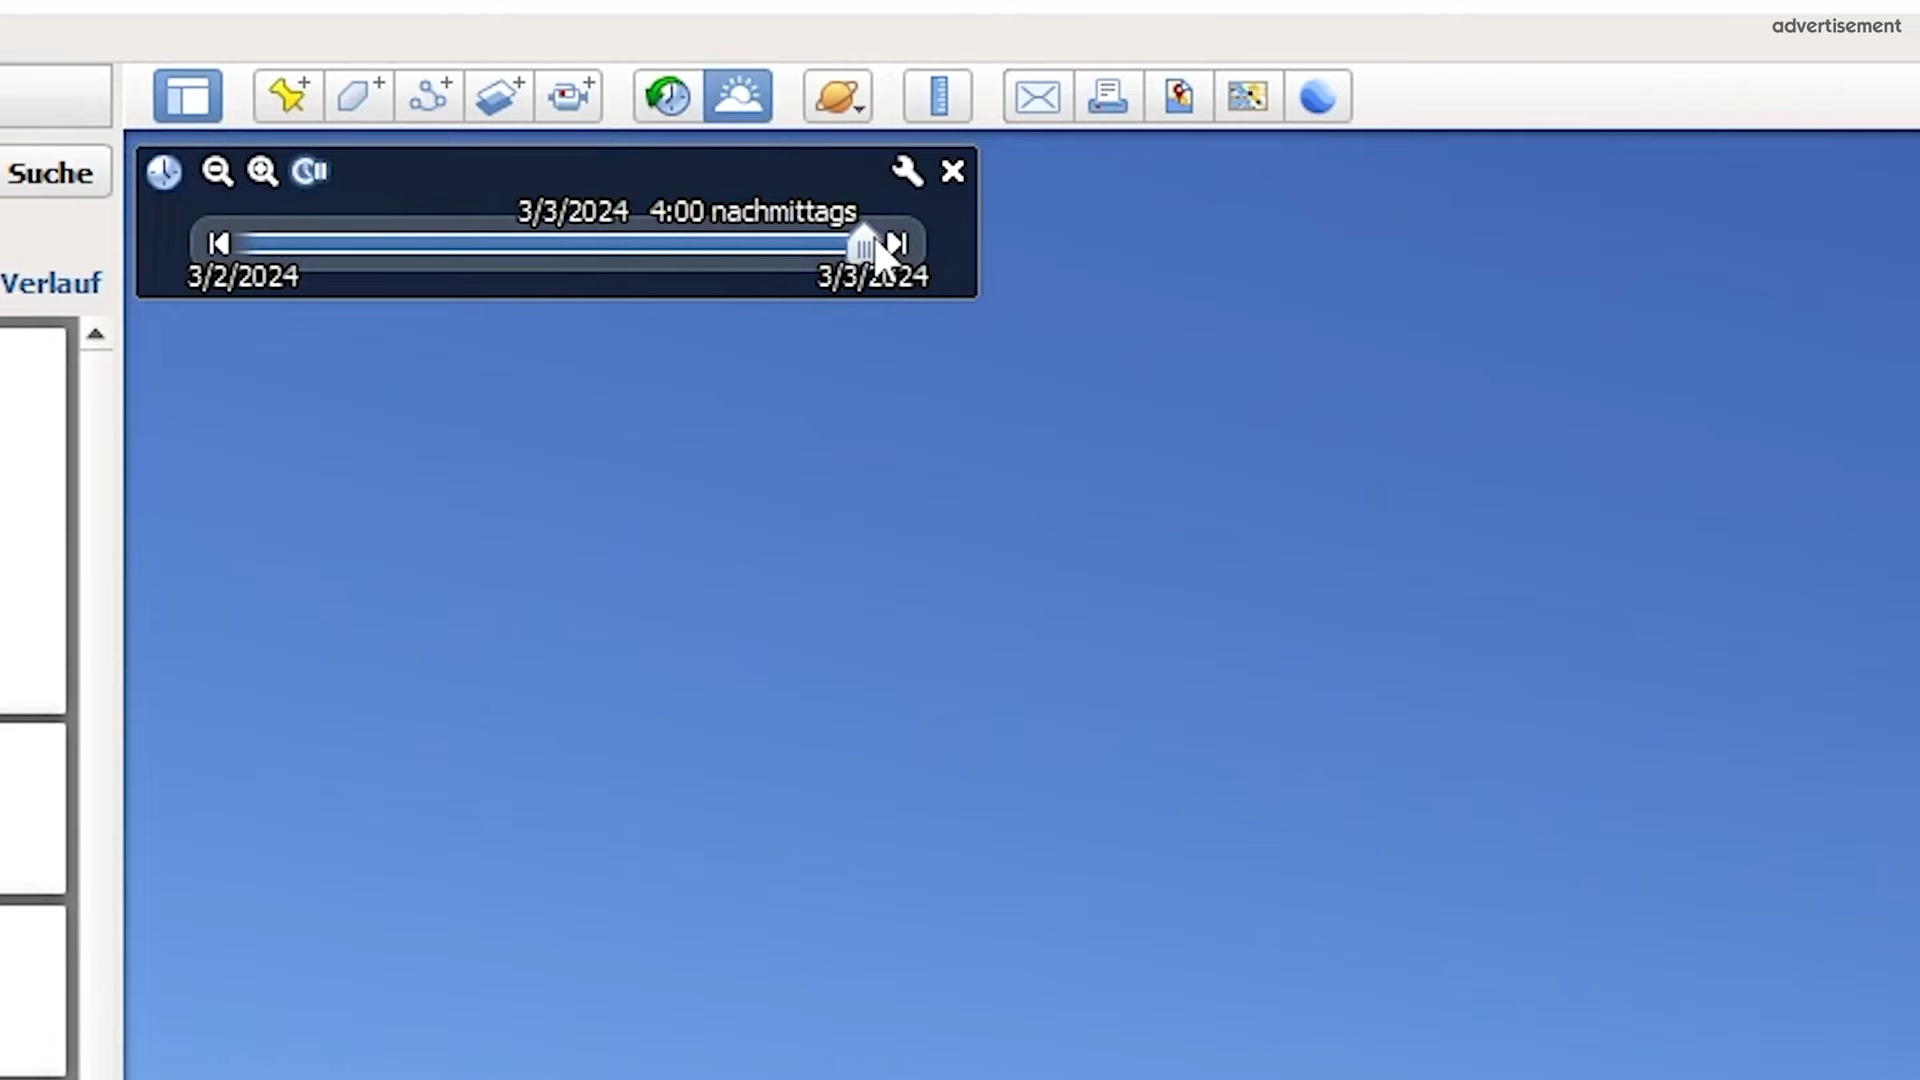 advertisement
Suche
3/3/2024 4:00 nachmittags
3/2/2024
3/3/2024
Verlauf